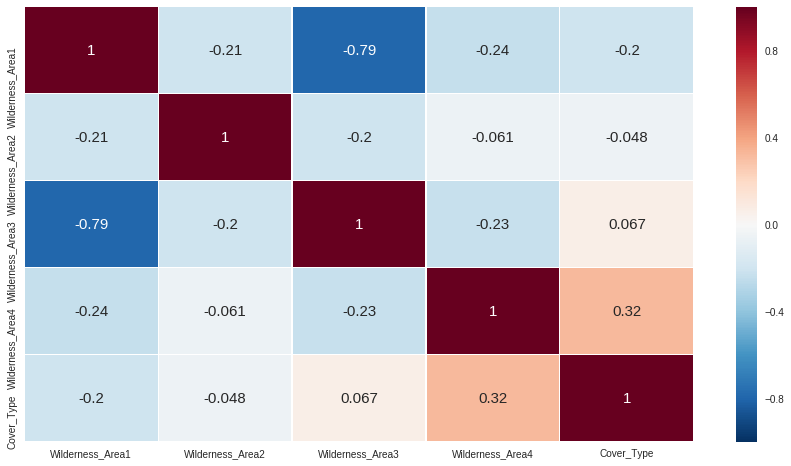 Wilderness_Area1 1 -0.21 -0.79 -0.24 -0.2
Wilderness_Area2 -0.21 1 -0.2 -0.061 -0.048
Wilderness_Area3 -0.79 -0.2 1 -0.23 0.067
Wilderness_Area4 -0.24 -0.061 -0.23 1 0.32
Cover_Type -0.2 -0.048 0.067 0.32 1
Wilderness_Area1 Wilderness_Area2 Wilderness_Area3 Wilderness_Area4 Cover_Type
0.8
0.4
0.0
−0.4
−0.8